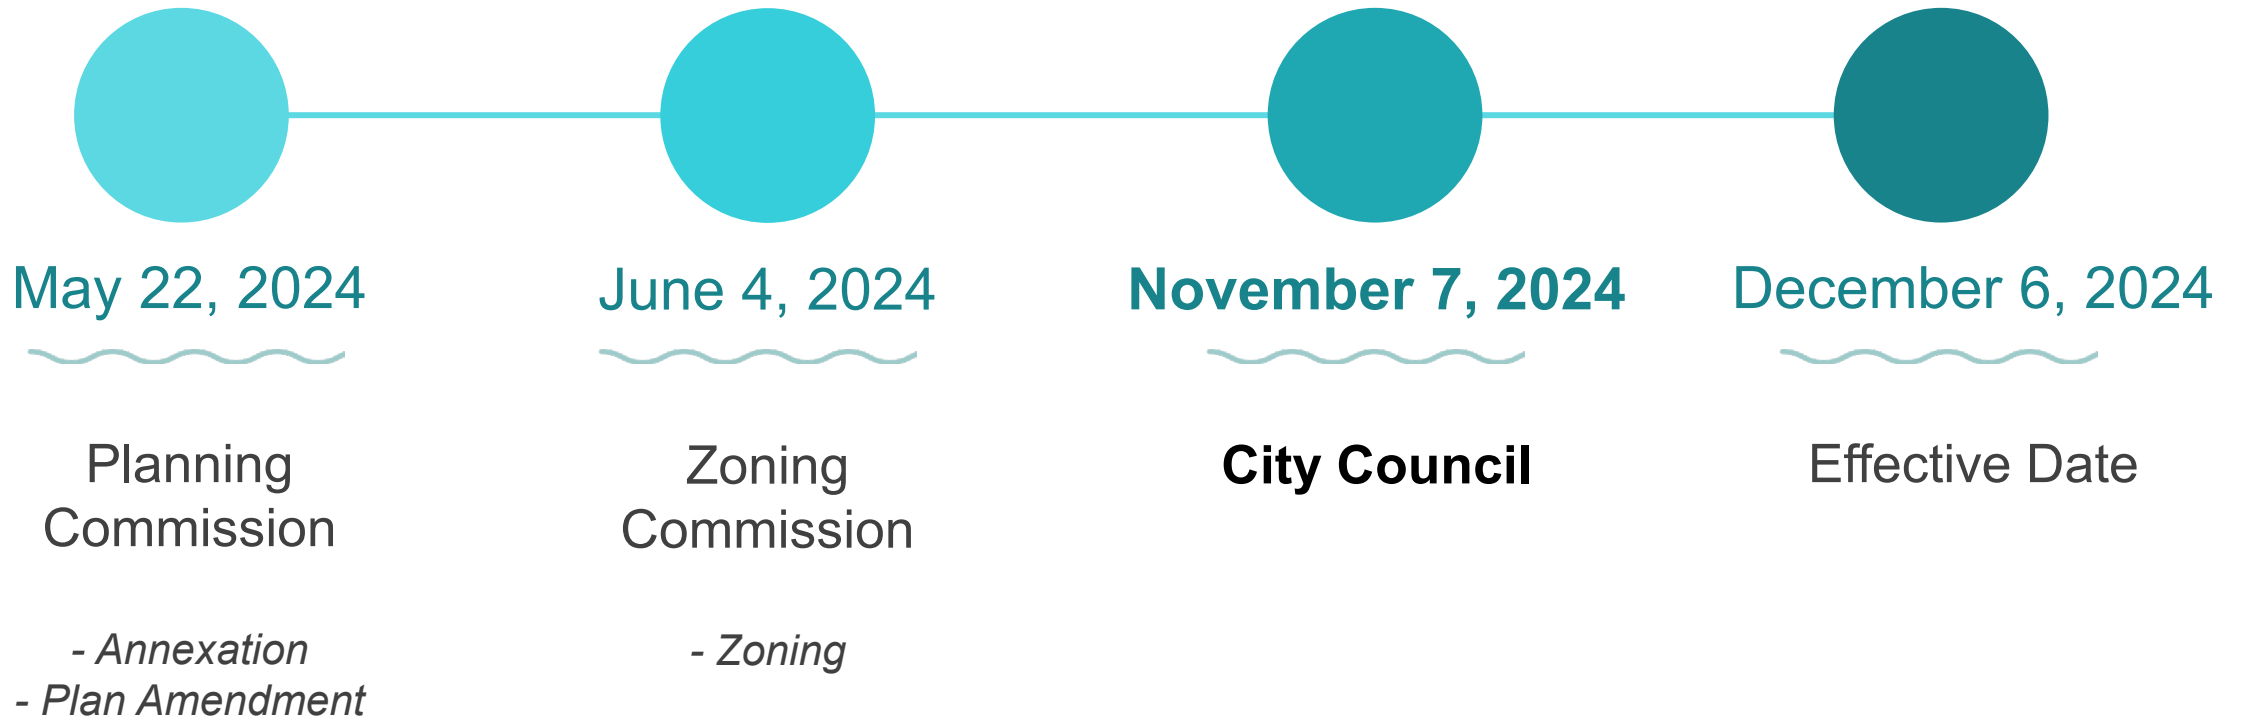 May 22, 2024
Planning
Commission
- Annexation
- Plan Amendment
June 4, 2024
Zoning
Commission
- Zoning
November 7, 2024
City Council
December 6, 2024
Effective Date